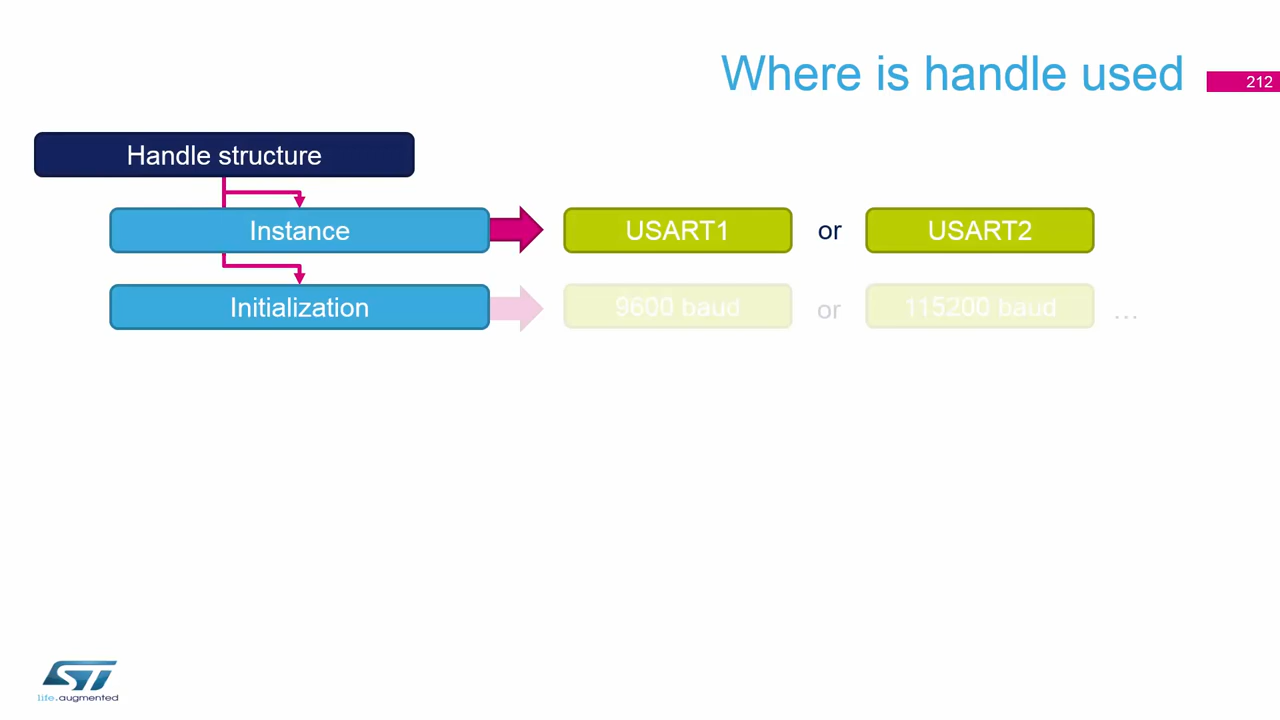 Where is handle used
212
Handle structure
Instance
USART1
or
USART2
Initialization
9600 baud
or
115200 baud
...
ST
life.augmented